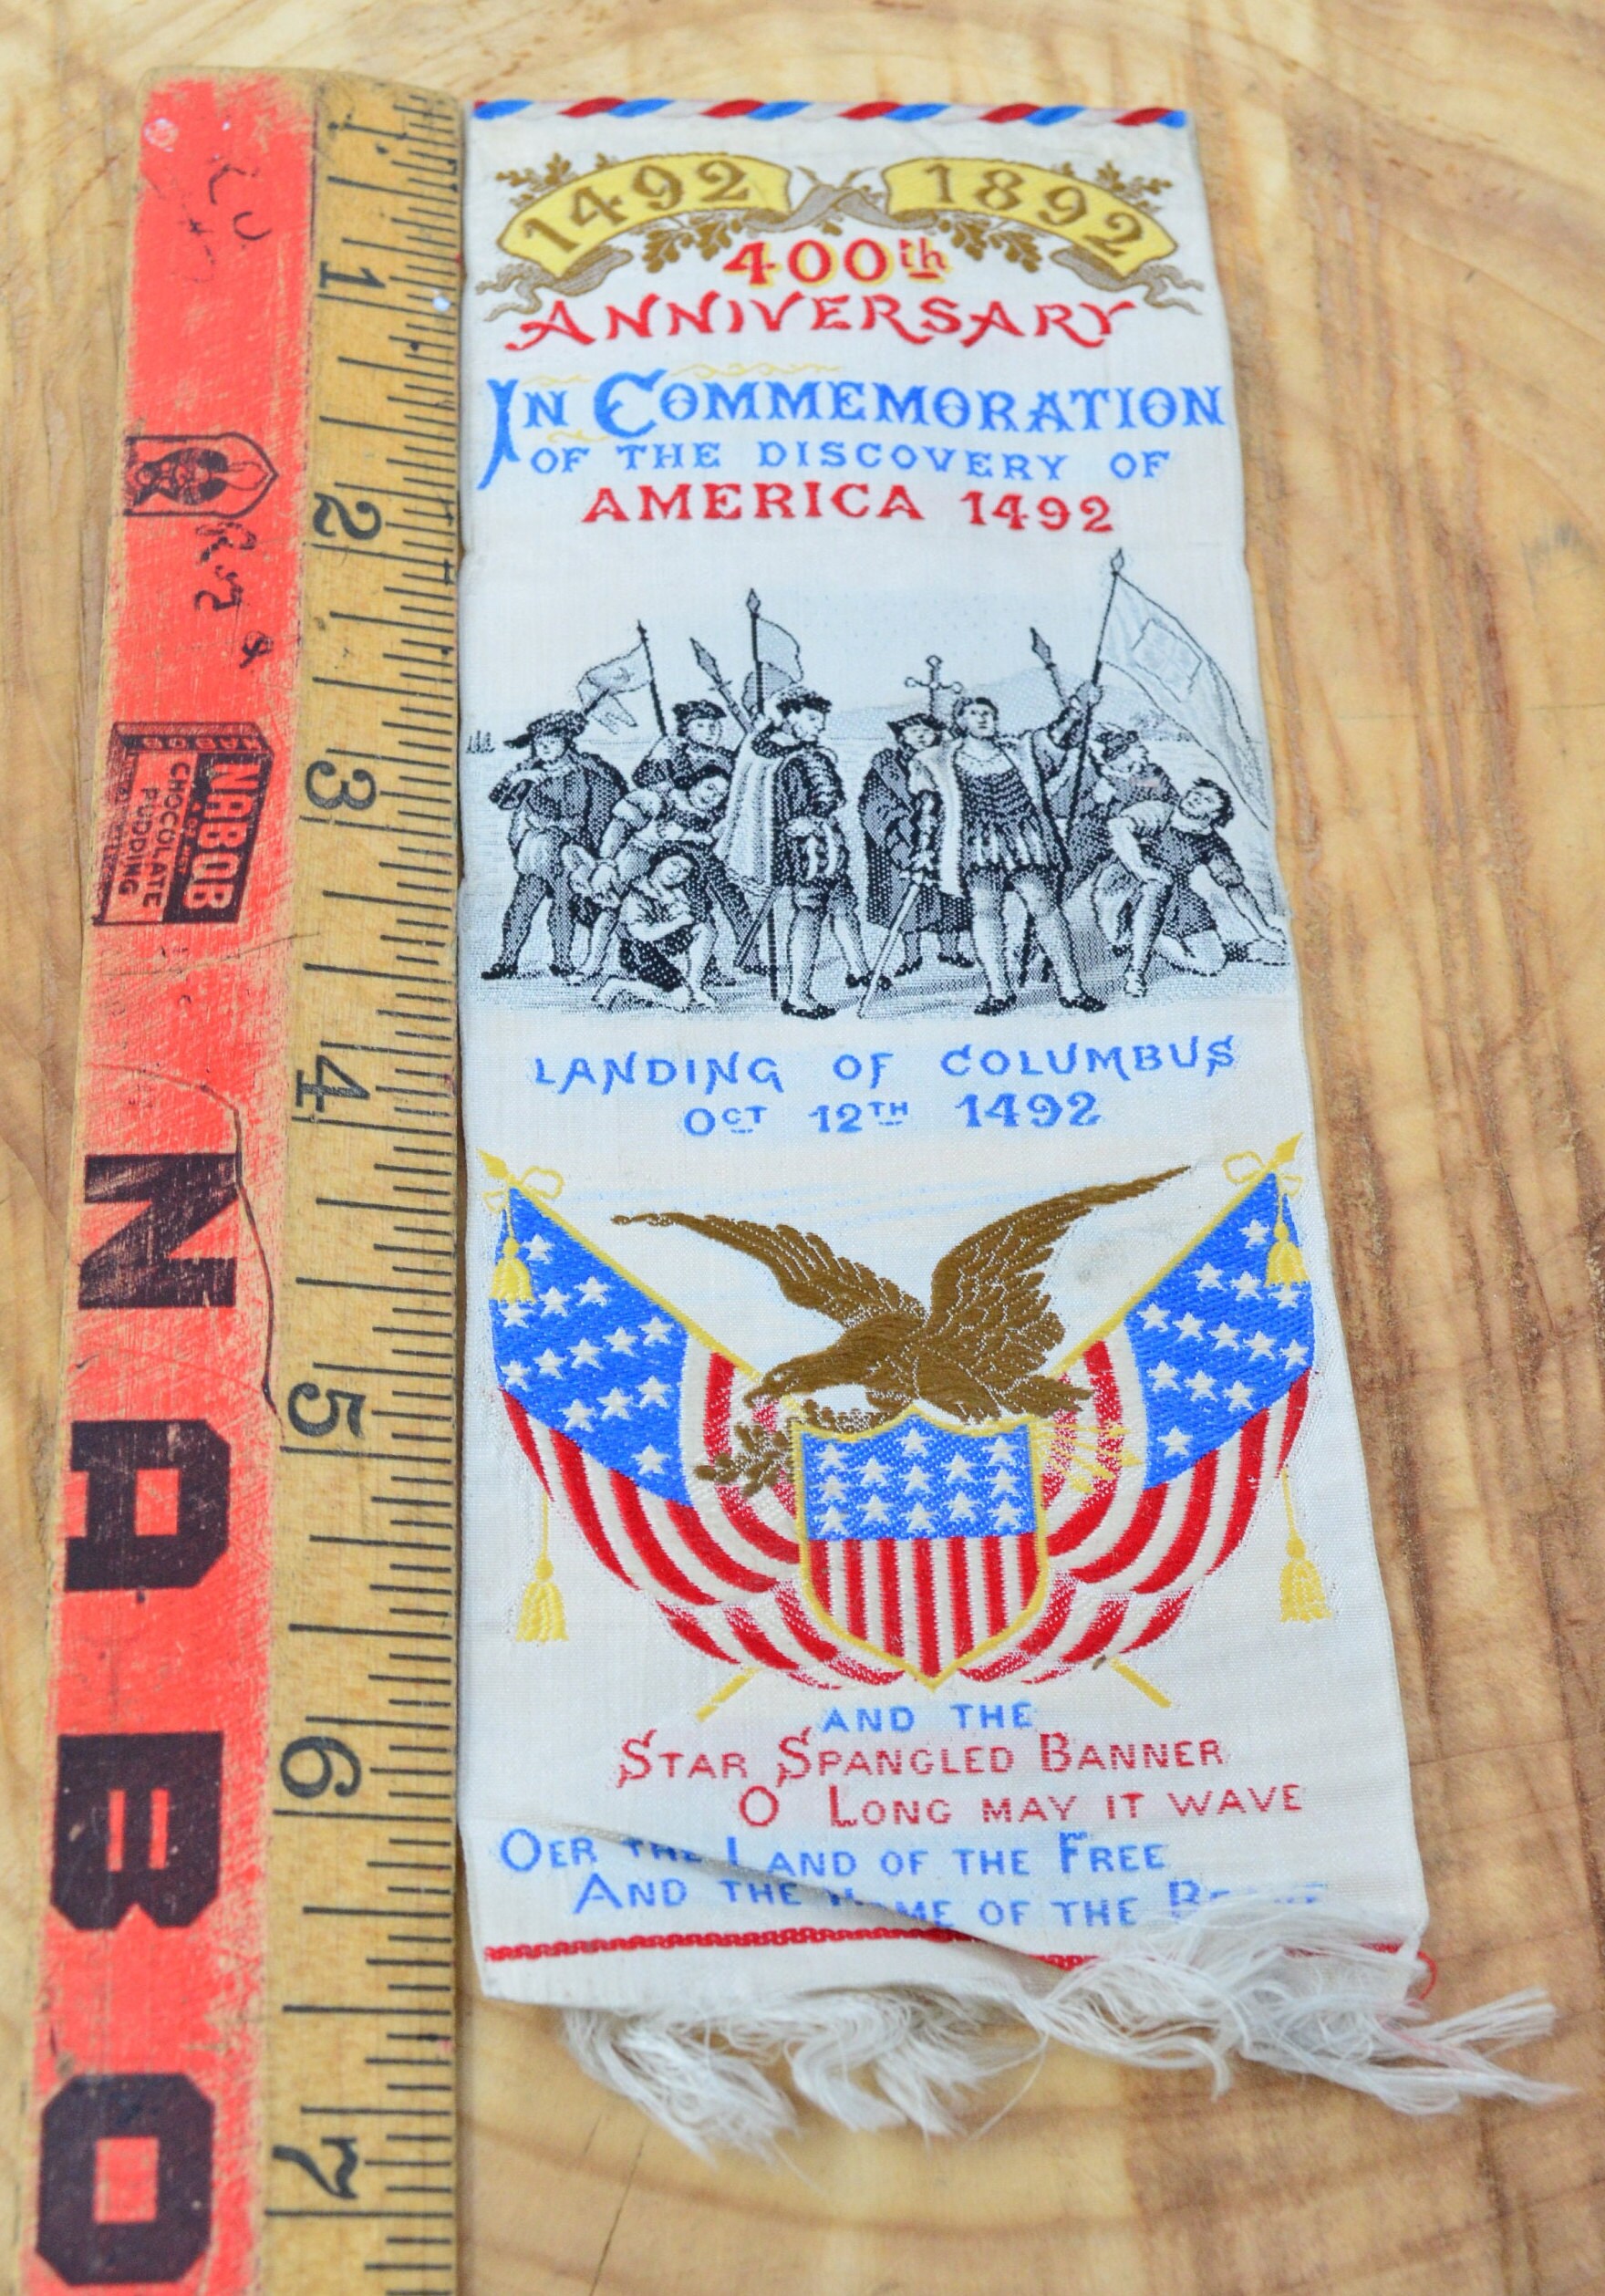 1492 1892
400th
ANNIVERSARY
IN COMMEMORATION
OF THE DISCOVERY OF
AMERICA 1492
LANDING OF COLUMBUS
OCT 12TH 1492
AND THE
STAR SPANGLED BANNER
O LONG MAY IT WAVE
OER THE LAND OF THE FREE
AND THE HOME OF THE
1
2
3
4
5
6
7
NABOB
CHOCOLATE
PUDDING
NABOB
NABO